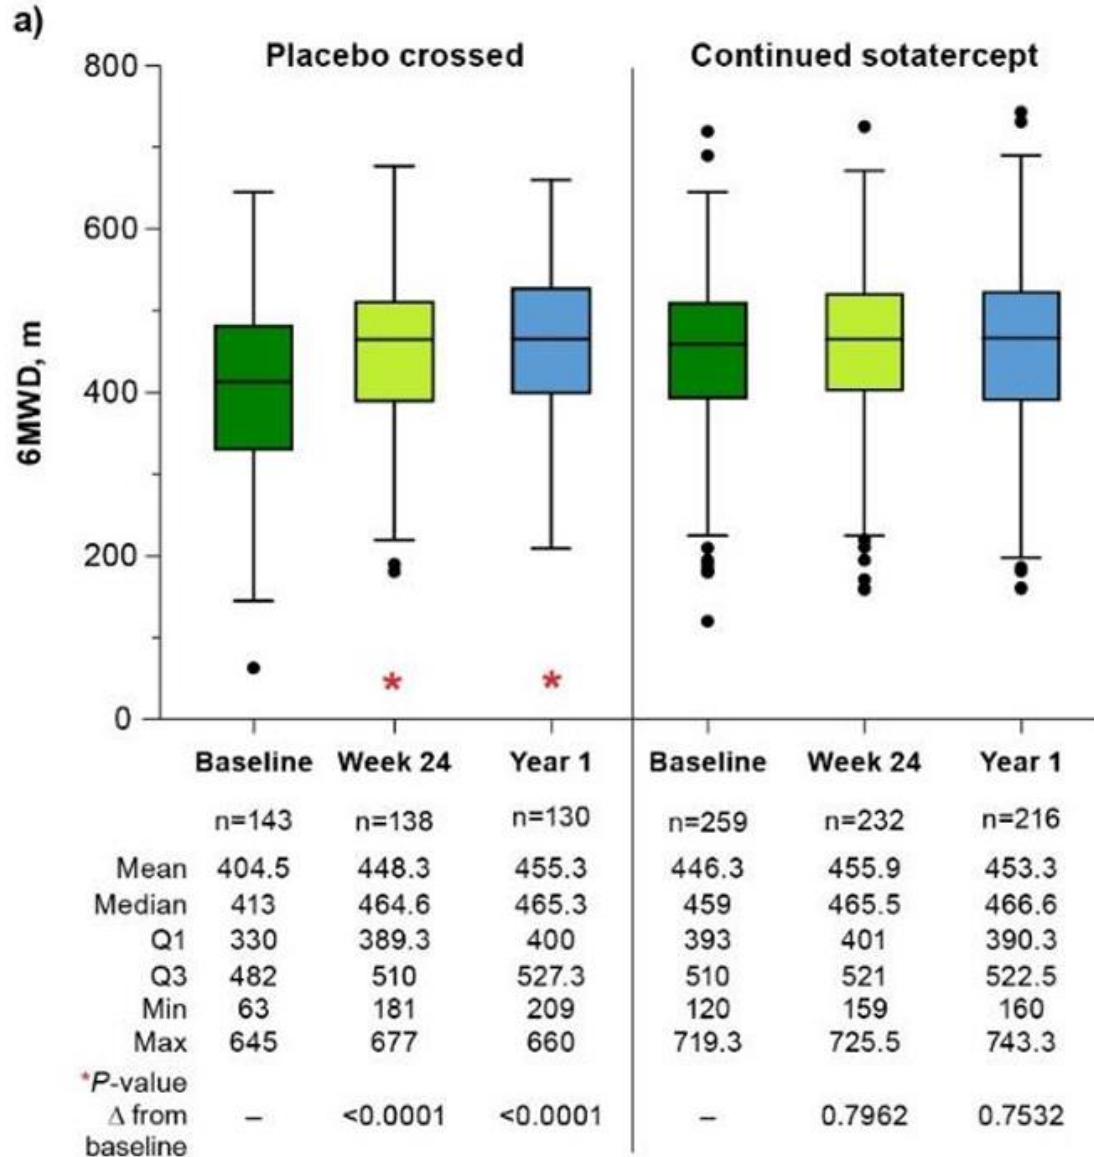 a)
Placebo crossed Continued sotatercept
800
600
400
200
0
6MWD, m
* *
Baseline Week 24 Year 1 Baseline Week 24 Year 1
n=143 n=138 n=130 n=259 n=232 n=216
Mean 404.5 448.3 455.3 446.3 455.9 453.3
Median 413 464.6 465.3 459 465.5 466.6
Q1 330 389.3 400 393 401 390.3
Q3 482 510 527.3 510 521 522.5
Min 63 181 209 120 159 160
Max 645 677 660 719.3 725.5 743.3
*P-value
Δ from – <0.0001 <0.0001 – 0.7962 0.7532
baseline